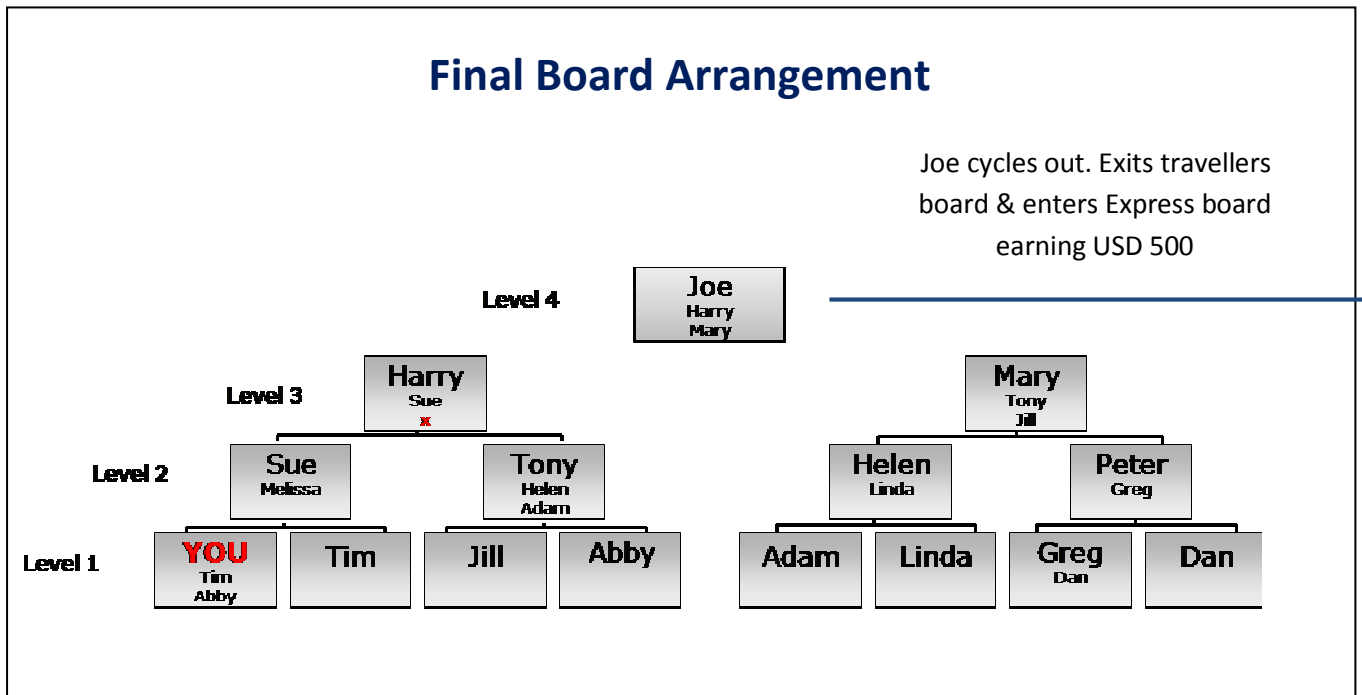 Final Board Arrangement
Joe cycles out. Exits travellers
board & enters Express board
earning USD 500
Level 4
Joe
Harry
Mary
Level 3
Harry
Sue
x
Mary
Tony
Jill
Level 2
Sue
Melissa
Tony
Helen
Adam
Helen
Linda
Peter
Greg
Level 1
YOU
Tim
Abby
Tim
Jill
Abby
Adam
Linda
Greg
Dan
Dan